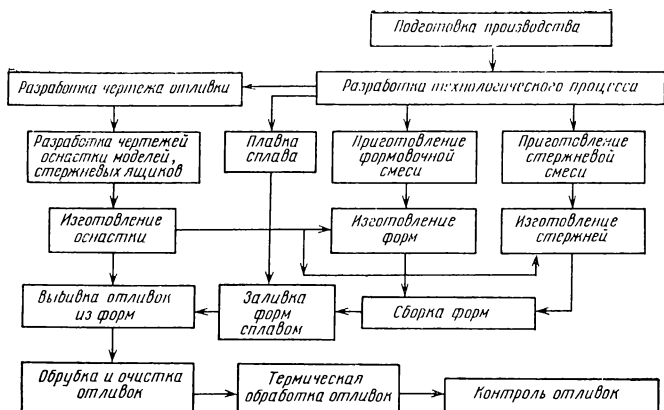 Подготовка производства
Разработка чертежа отливки
Разработка технологического процесса
Разработка чертежей
оснастки моделей,
стержневых ящиков
Плавка
сплава
Приготовление
формовочной
смеси
Приготовление
стержневой
смеси
Изготовление
оснастки
Изготовление
форм
Изготовление
стержней
Выбивка отливок
из форм
Заливка
форм
сплавом
Сборка форм
Обрубка и очистка
отливок
Термическая
обработка отливок
Контроль отливок